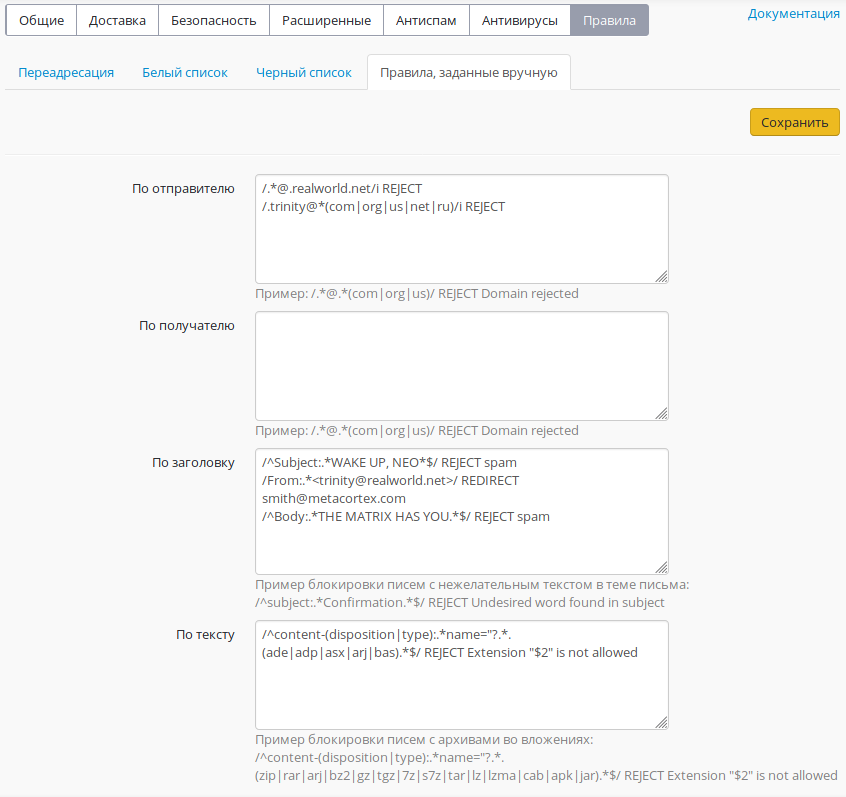 Общие Доставка Безопасность Расширенные Антиспам Антивирусы Правила Документация
Переадресация Белый список Черный список Правила, заданные вручную
Сохранить
По отправителю
/.*@.realworld.net/i REJECT
/.trinity@*(com|org|us|net|ru)/i REJECT
Пример: /.*@.*(com|org|us)/ REJECT Domain rejected
По получателю
Пример: /.*@.*(com|org|us)/ REJECT Domain rejected
По заголовку
/^Subject:.*WAKE UP, NEO*$/ REJECT spam
/From:.*<trinity@realworld.net>/ REDIRECT
smith@metacortex.com
/^Body:.*THE MATRIX HAS YOU.*$/ REJECT spam
Пример блокировки писем с нежелательным текстом в теме письма:
/^subject:.*Confirmation.*$/ REJECT Undesired word found in subject
По тексту
/^content-(disposition|type):.*name="?.*.
(ade|adp|asx|arj|bas).*$/ REJECT Extension "$2" is not allowed
Пример блокировки писем с архивами во вложениях:
/^content-(disposition|type):.*name="?.*.
(zip|rar|arj|bz2|gz|tgz|7z|s7z|tar|lz|lzma|cab|apk|jar).*$/ REJECT Extension "$2" is not allowed